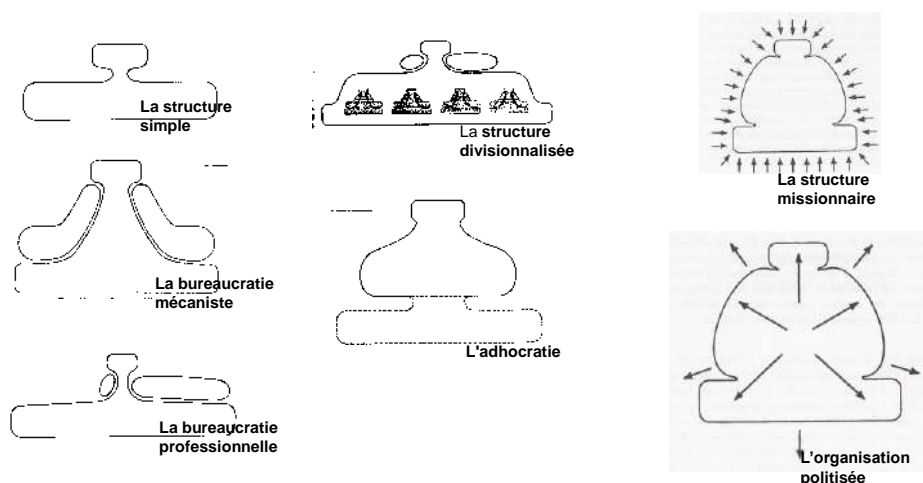 La structure
simple
La bureaucratie
mécaniste
La bureaucratie
professionnelle
La structure
divisionnalisée
L'adhocratie
La structure
missionnaire
L'organisation
politisée